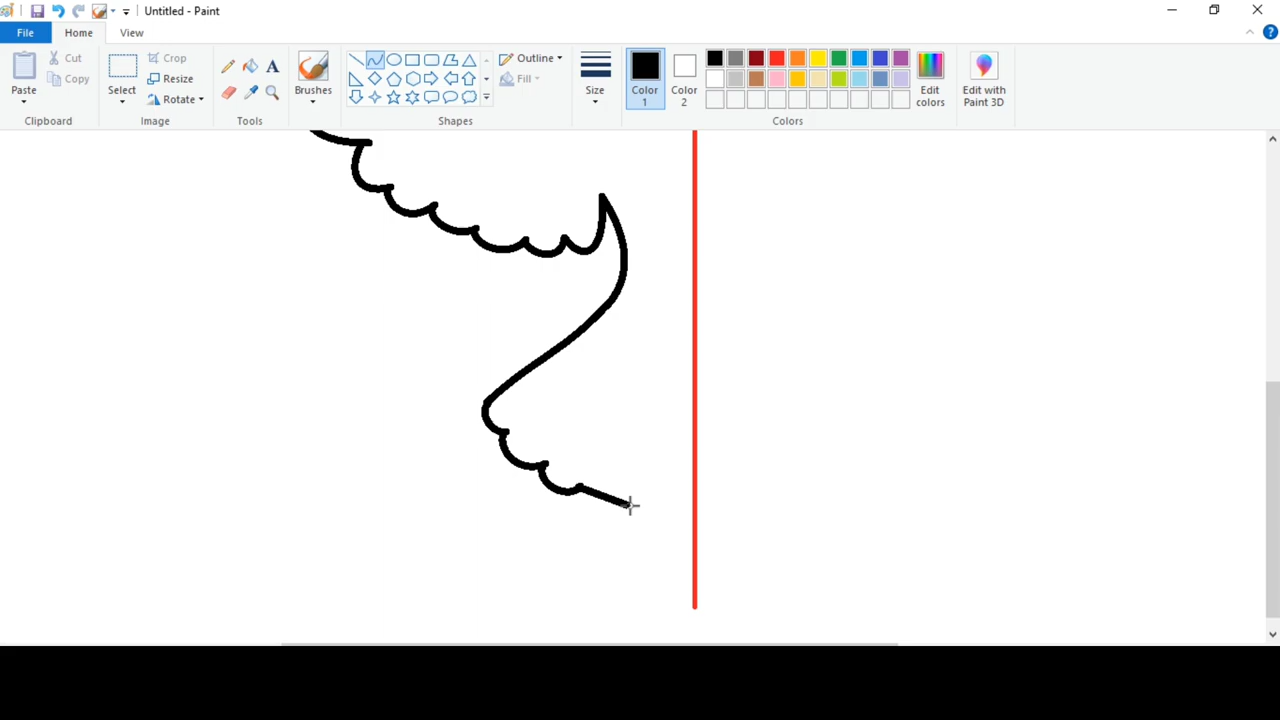 Untitled - Paint
File Home View
Paste Cut Copy Select Crop Resize Rotate A Brushes Outline Fill Size Color 1 Color 2 Edit colors Edit with Paint 3D
Clipboard Image Tools Shapes Colors